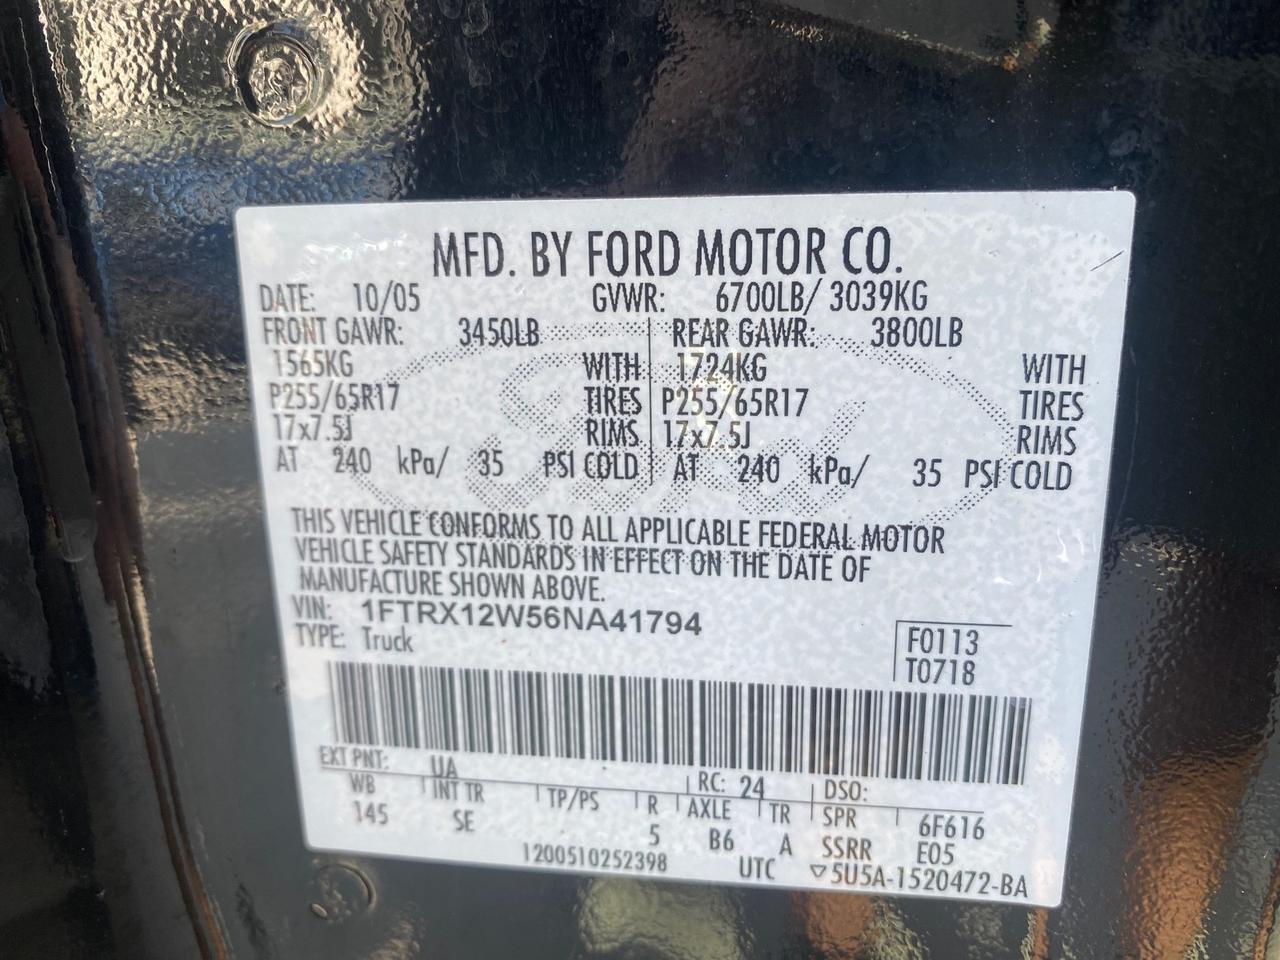 MFD. BY FORD MOTOR CO.
DATE: 10/05 GVWR: 6700LB/ 3039KG
FRONT GAWR: 3450LB REAR GAWR: 3800LB
1565KG WITH 1724KG WITH
P255/65R17 TIRES P255/65R17 TIRES
17x7.5J RIMS 17x7.5J RIMS
AT 240 kPa/ 35 PSI COLD AT 240 kPa/ 35 PSI COLD
THIS VEHICLE CONFORMS TO ALL APPLICABLE FEDERAL MOTOR
VEHICLE SAFETY STANDARDS IN EFFECT ON THE DATE OF
MANUFACTURE SHOWN ABOVE.
VIN: 1FTRX12W56NA41794
TYPE: Truck
F0113
T0718
EXT PNT: UA RC: 24 DSO:
WB INT TR TP/PS R AXLE TR SPR 6F616
145 SE 5 B6 A SSRR E05
1200510252398 UTC ▽5U5A-1520472-BA